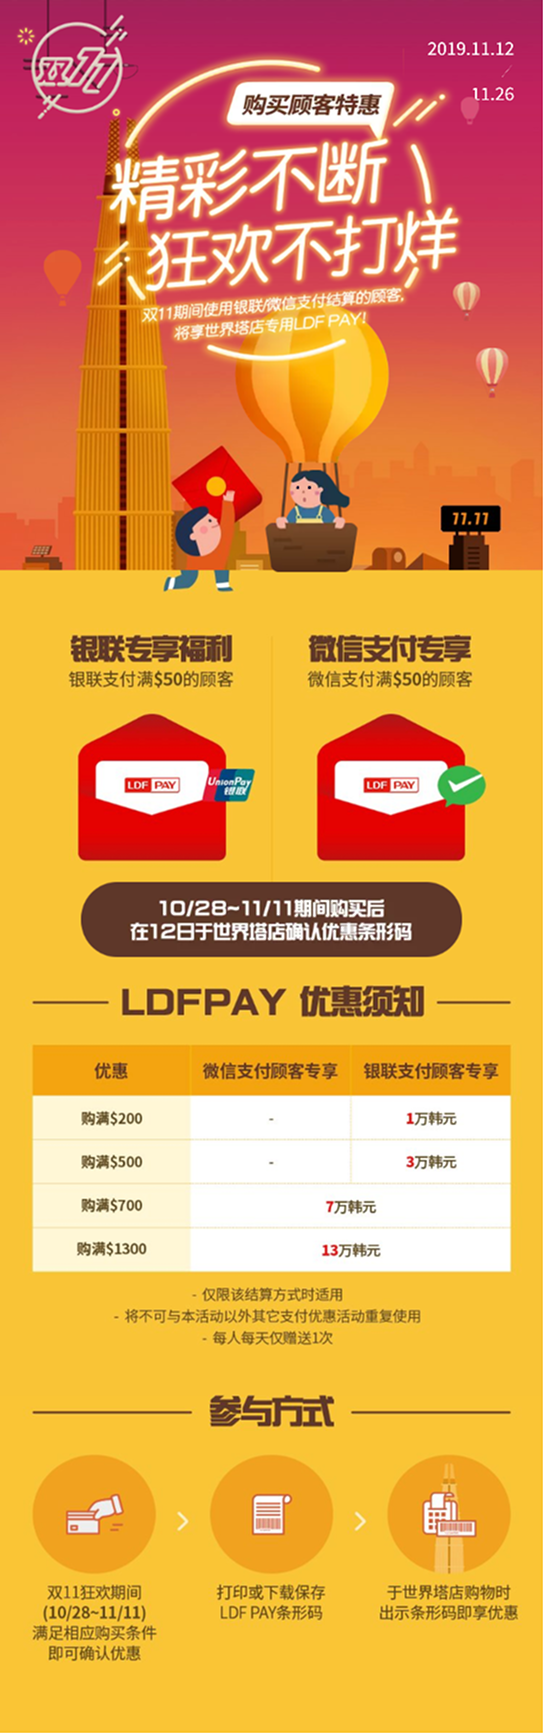 双11
2019.11.12
11.26
购买顾客特惠
精彩不断
狂欢不打烊
双11期间使用银联/微信支付结算的顾客,
将享世界塔店专用LDF PAY!
11.11
银联专享福利
银联支付满$50的顾客
微信支付专享
微信支付满$50的顾客
LDF PAY
UnionPay
银联
LDF PAY
10/28~11/11期间购买后
在12日于世界塔店确认优惠条形码
LDFPAY 优惠须知
优惠 微信支付顾客专享 银联支付顾客专享
购满$200 - 1万韩元
购满$500 - 3万韩元
购满$700 7万韩元
购满$1300 13万韩元
- 仅限该结算方式时适用
- 将不可与本活动以外其它支付优惠活动重复使用
- 每人每天仅赠送1次
参与方式
双11狂欢期间
(10/28~11/11)
满足相应购买条件
即可确认优惠
打印或下载保存
LDF PAY条形码
于世界塔店购物时
出示条形码即享优惠